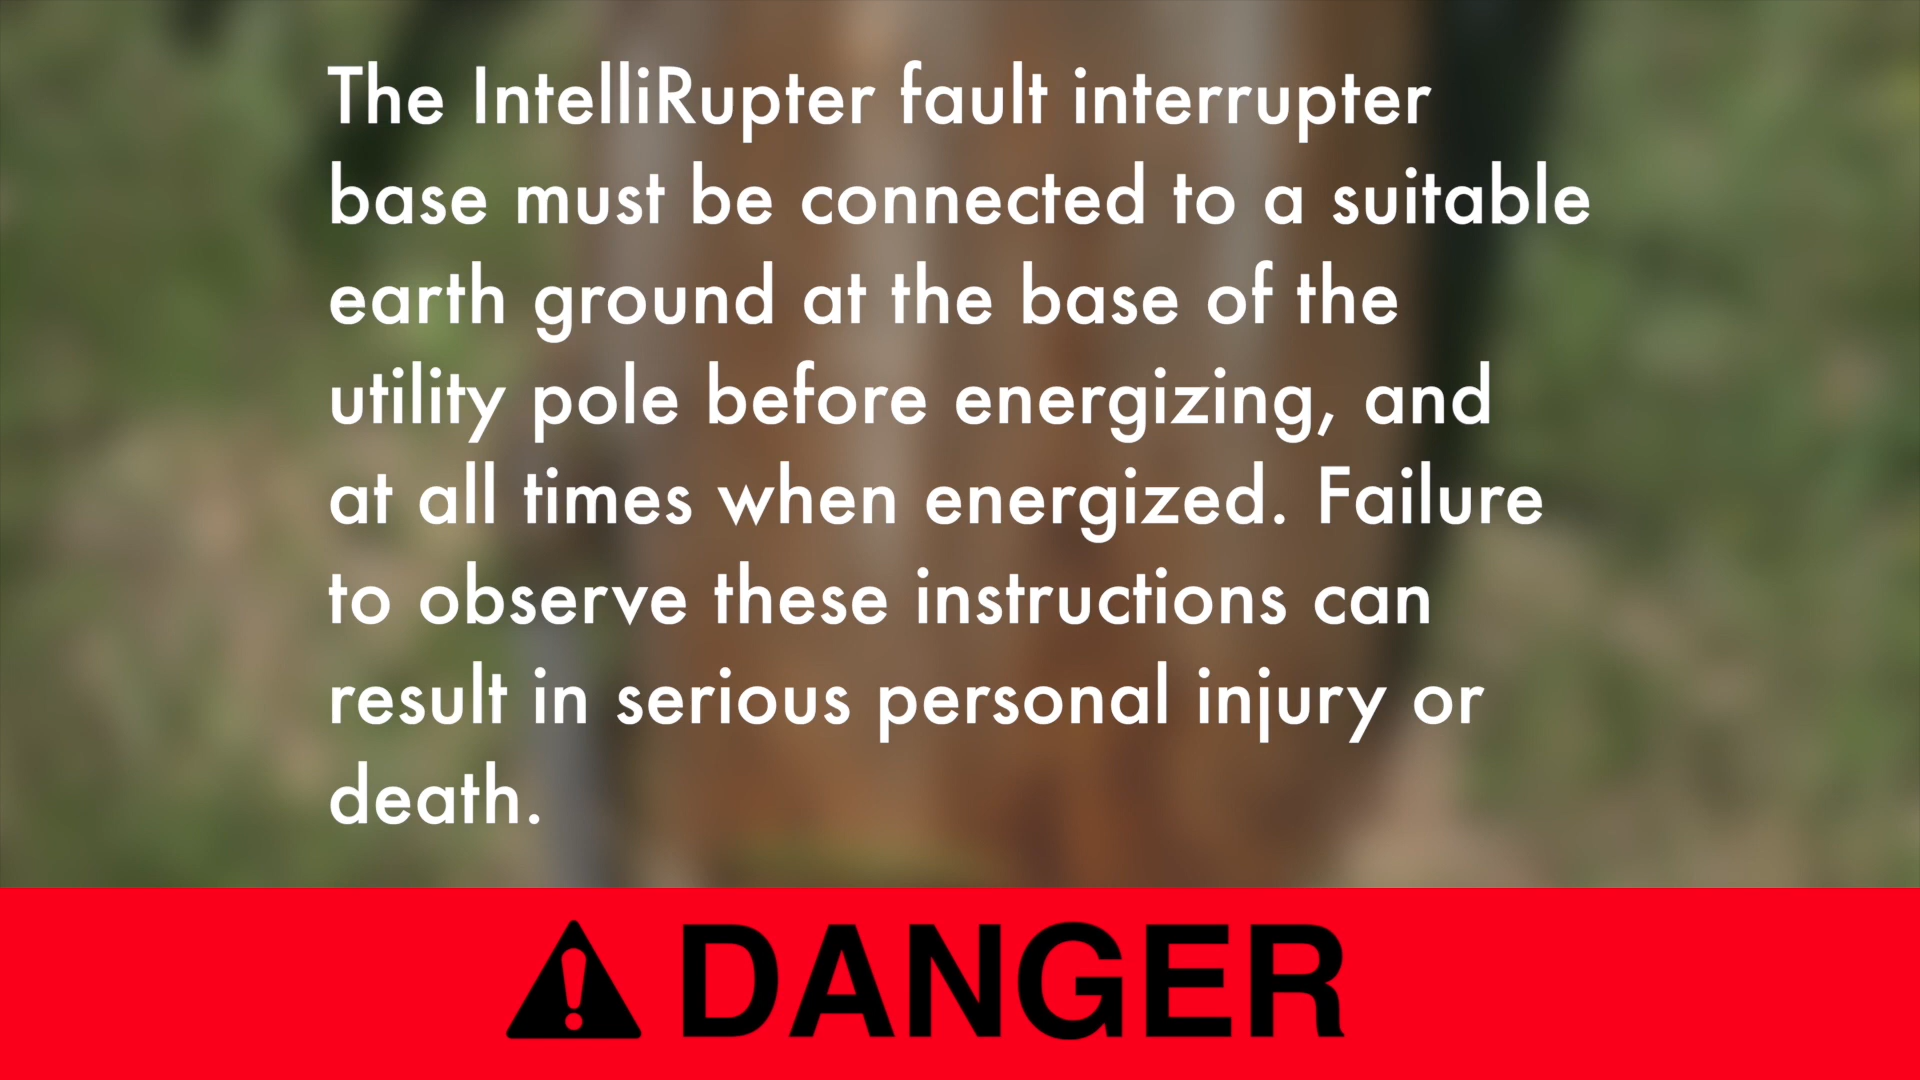 The IntelliRupter fault interrupter
base must be connected to a suitable
earth ground at the base of the
utility pole before energizing, and
at all times when energized. Failure
to observe these instructions can
result in serious personal injury or
death.
DANGER